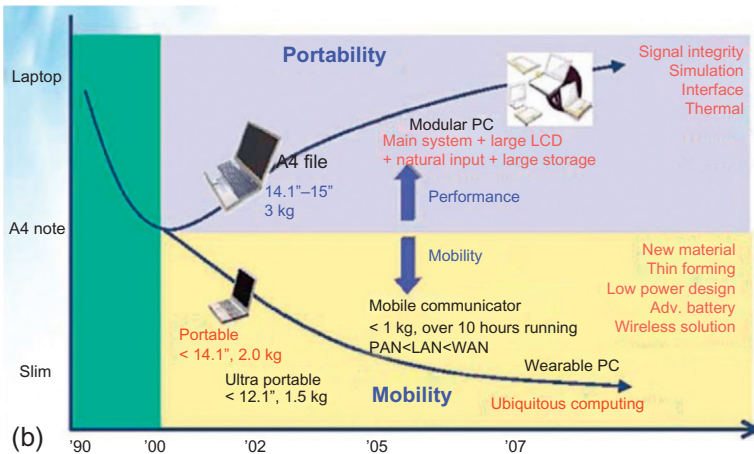 Portability
Signal integrity
Simulation
Interface
Thermal
Laptop
Modular PC
Main system + large LCD
+ natural input + large storage
A4 file
14.1”–15”
3 kg
Performance
A4 note
Mobility
New material
Thin forming
Low power design
Adv. battery
Wireless solution
Mobile communicator
< 1 kg, over 10 hours running
PAN<LAN<WAN
Portable
< 14.1”, 2.0 kg
Wearable PC
Slim
Ultra portable
< 12.1”, 1.5 kg
Mobility
Ubiquitous computing
(b)
’90 ’00 ’02 ’05 ’07